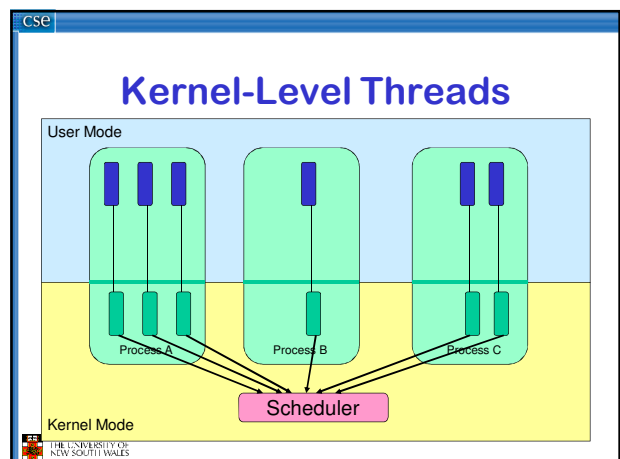 cse
Kernel-Level Threads
User Mode
Process A
Process B
Process C
Scheduler
Kernel Mode
THE UNIVERSITY OF
NEW SOUTH WALES